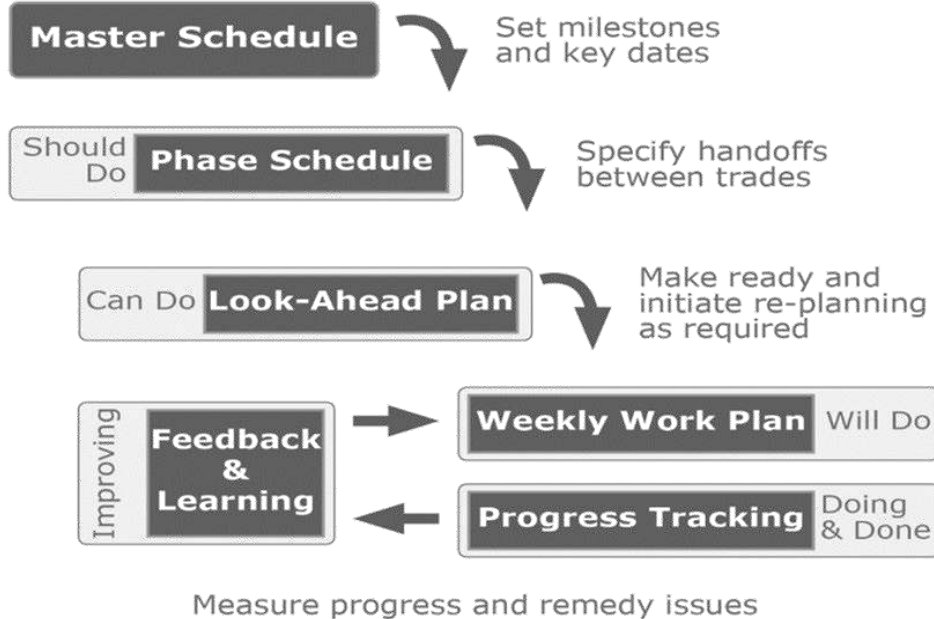 Master Schedule
Set milestones
and key dates
Should
Do
Phase Schedule
Specify handoffs
between trades
Can Do
Look-Ahead Plan
Make ready and
initiate re-planning
as required
Improving
Feedback
&
Learning
Weekly Work Plan
Will Do
Progress Tracking
Doing
& Done
Measure progress and remedy issues